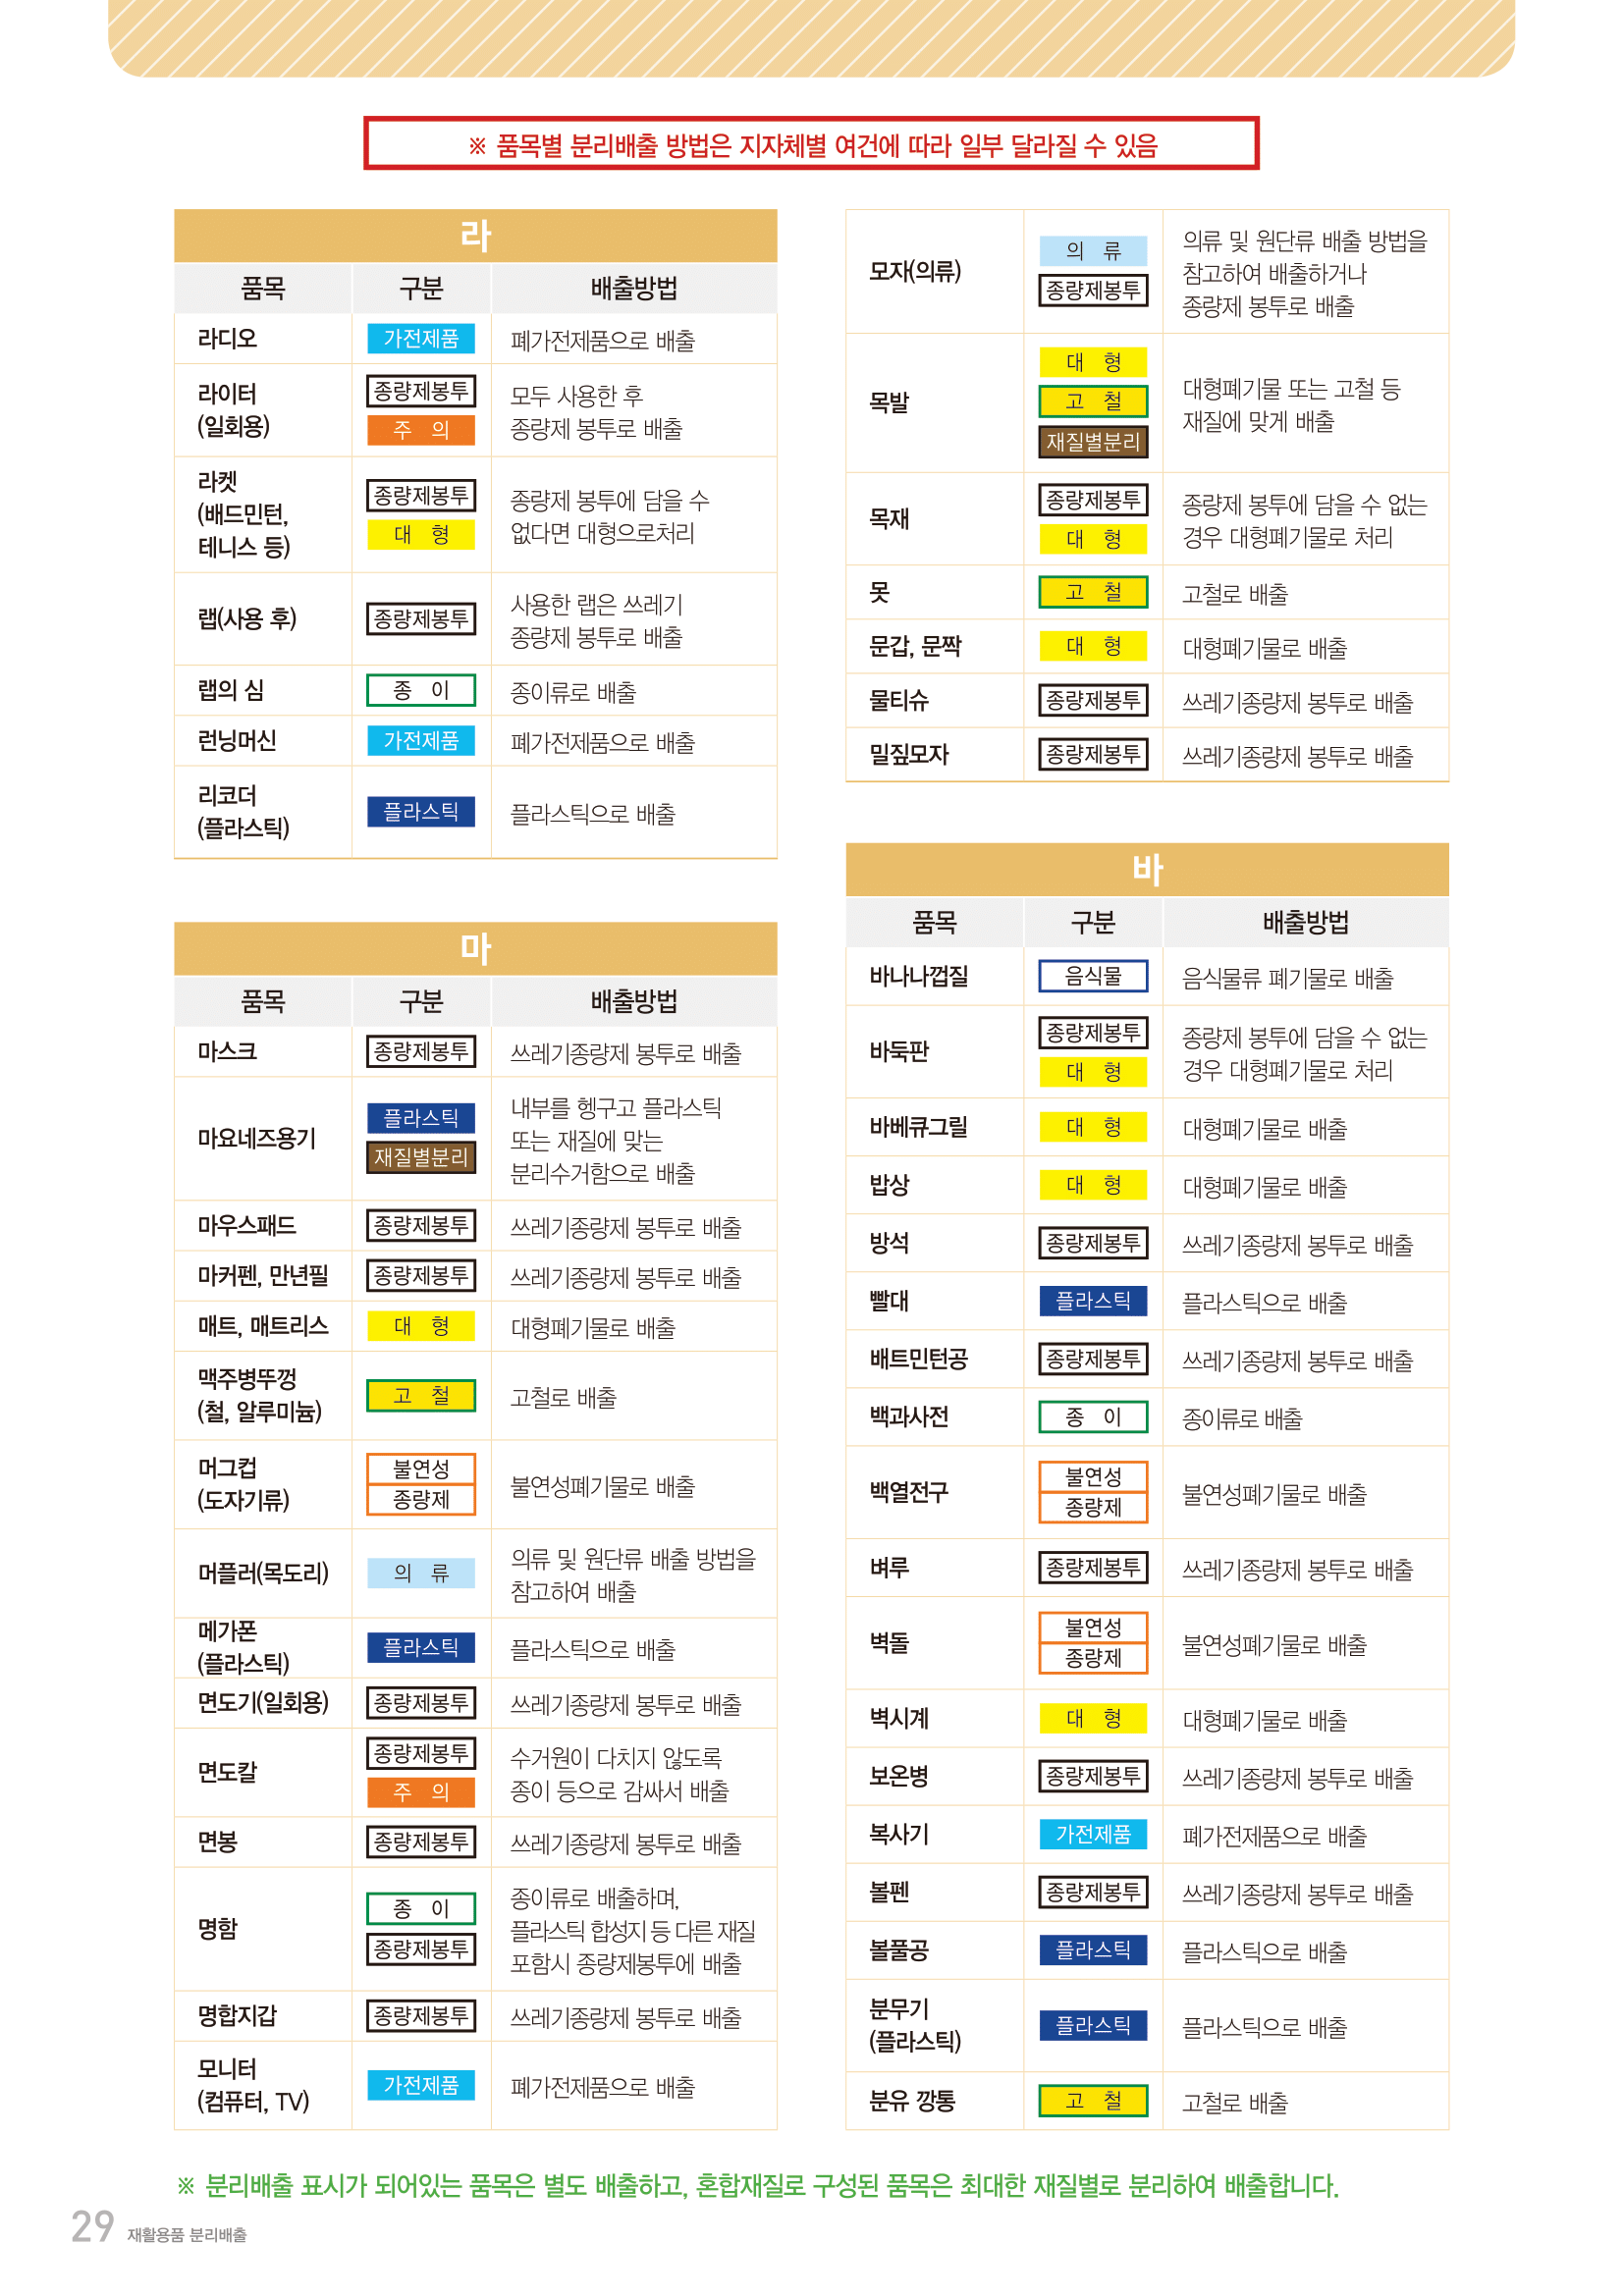 ※ 품목별 분리배출 방법은 지자체별 여건에 따라 일부 달라질 수 있음
라
품목 구분 배출방법
라디오 가전제품 폐가전제품으로 배출
라이터
(일회용)
종량제봉투
주 의
모두 사용한 후
종량제 봉투로 배출
라켓
(배드민턴,
테니스 등)
종량제봉투
대 형
종량제 봉투에 담을 수
없다면 대형으로처리
랩(사용 후) 종량제봉투
사용한 랩은 쓰레기
종량제 봉투로 배출
랩의 심 종 이 종이류로 배출
런닝머신 가전제품 폐가전제품으로 배출
리코더
(플라스틱)
플라스틱 플라스틱으로 배출
마
품목 구분 배출방법
마스크 종량제봉투 쓰레기종량제 봉투로 배출
마요네즈용기
플라스틱
재질별분리
내부를 헹구고 플라스틱
또는 재질에 맞는
분리수거함으로 배출
마우스패드 종량제봉투 쓰레기종량제 봉투로 배출
마커펜, 만년필 종량제봉투 쓰레기종량제 봉투로 배출
매트, 매트리스 대 형 대형폐기물로 배출
맥주병뚜껑
(철, 알루미늄)
고 철 고철로 배출
머그컵
(도자기류)
불연성
종량제
불연성폐기물로 배출
머플러(목도리) 의 류
의류 및 원단류 배출 방법을
참고하여 배출
메가폰
(플라스틱)
플라스틱 플라스틱으로 배출
면도기(일회용) 종량제봉투 쓰레기종량제 봉투로 배출
면도칼
종량제봉투
주 의
수거원이 다치지 않도록
종이 등으로 감싸서 배출
면봉 종량제봉투 쓰레기종량제 봉투로 배출
명함
종 이
종량제봉투
종이류로 배출하며,
플라스틱 합성지 등 다른 재질
포함시 종량제봉투에 배출
명합지갑 종량제봉투 쓰레기종량제 봉투로 배출
모니터
(컴퓨터, TV)
가전제품 폐가전제품으로 배출
모자(의류)
의 류
종량제봉투
의류 및 원단류 배출 방법을
참고하여 배출하거나
종량제 봉투로 배출
목발
대 형
고 철
재질별분리
대형폐기물 또는 고철 등
재질에 맞게 배출
목재
종량제봉투
대 형
종량제 봉투에 담을 수 없는
경우 대형폐기물로 처리
못 고 철 고철로 배출
문갑, 문짝 대 형 대형폐기물로 배출
물티슈 종량제봉투 쓰레기종량제 봉투로 배출
밀짚모자 종량제봉투 쓰레기종량제 봉투로 배출
바
품목 구분 배출방법
바나나껍질 음식물 음식물류 폐기물로 배출
바둑판
종량제봉투
대 형
종량제 봉투에 담을 수 없는
경우 대형폐기물로 처리
바베큐그릴 대 형 대형폐기물로 배출
밥상 대 형 대형폐기물로 배출
방석 종량제봉투 쓰레기종량제 봉투로 배출
빨대 플라스틱 플라스틱으로 배출
배트민턴공 종량제봉투 쓰레기종량제 봉투로 배출
백과사전 종 이 종이류로 배출
백열전구
불연성
종량제
불연성폐기물로 배출
벼루 종량제봉투 쓰레기종량제 봉투로 배출
벽돌
불연성
종량제
불연성폐기물로 배출
벽시계 대 형 대형폐기물로 배출
보온병 종량제봉투 쓰레기종량제 봉투로 배출
복사기 가전제품 폐가전제품으로 배출
볼펜 종량제봉투 쓰레기종량제 봉투로 배출
볼풀공 플라스틱 플라스틱으로 배출
분무기
(플라스틱)
플라스틱 플라스틱으로 배출
분유 깡통 고 철 고철로 배출
※ 분리배출 표시가 되어있는 품목은 별도 배출하고, 혼합재질로 구성된 품목은 최대한 재질별로 분리하여 배출합니다.
29 재활용품 분리배출